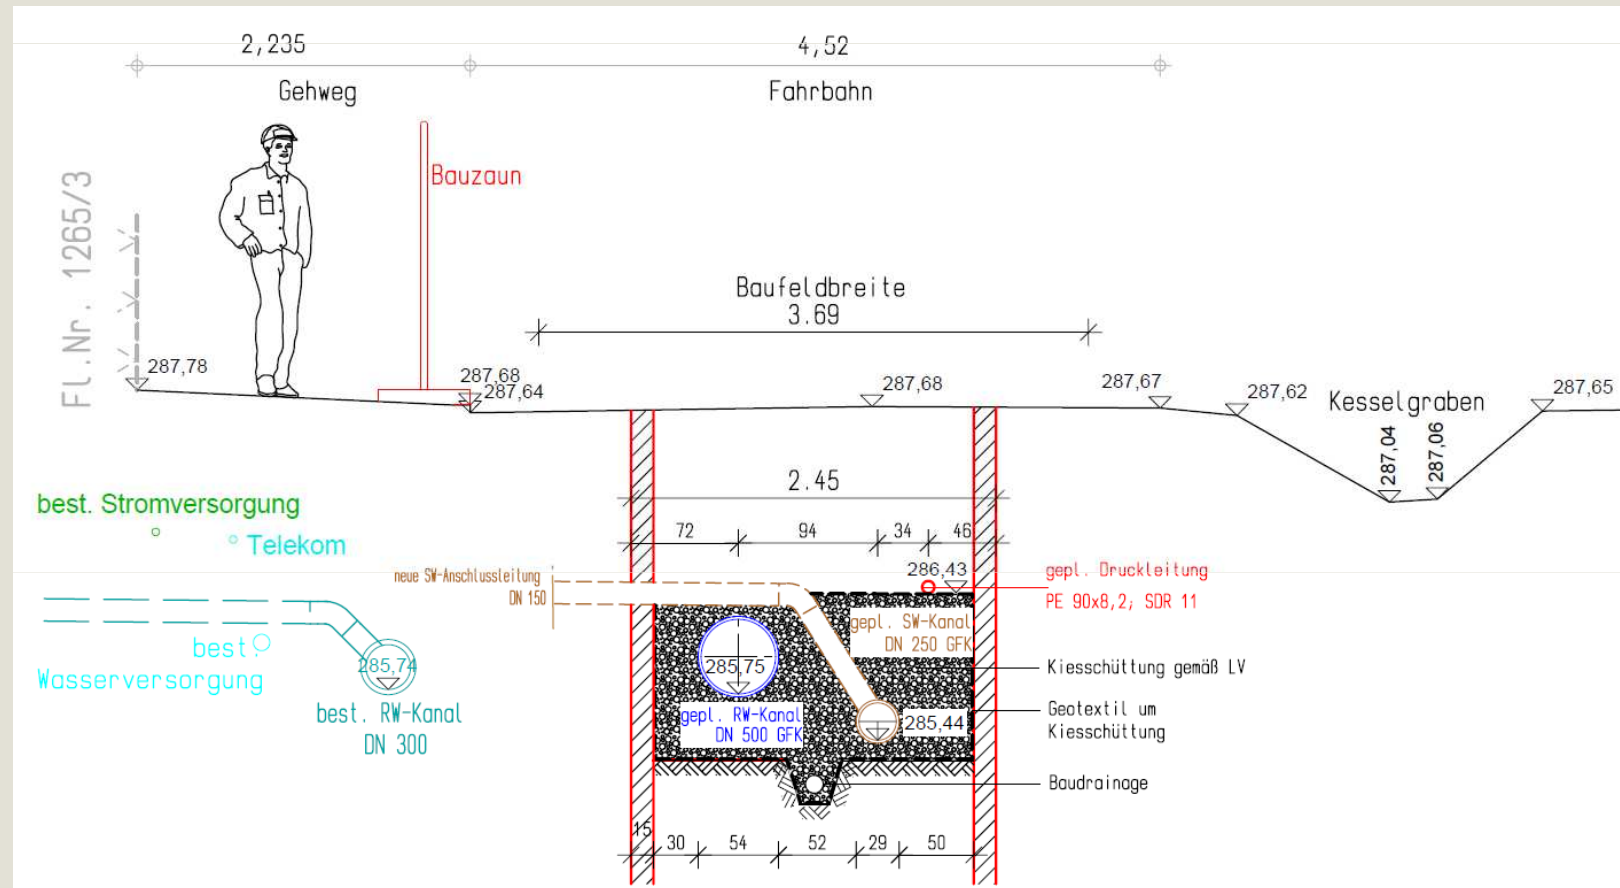 2,235
4,52
Gehweg
Fahrbahn
Bauzaun
Fl.Nr. 1265/3
Baufeldbreite
3.69
287,78
287,68
287,64
287,68
287,67
287,62
287,65
Kesselgraben
287,04
287,06
2.45
best. Stromversorgung
Telekom
72
94
34
46
286,43
neue SW-Anschlussleitung
DN 150
gepl. Druckleitung
PE 90x8,2; SDR 11
gepl. SW-Kanal
DN 250 GFK
best.
Wasserversorgung
285,74
285,75
Kiesschüttung gemäß LV
best. RW-Kanal
DN 300
gepl. RW-Kanal
DN 500 GFK
285,44
Geotextil um
Kiesschüttung
Baudrainage
15
30
54
52
29
50